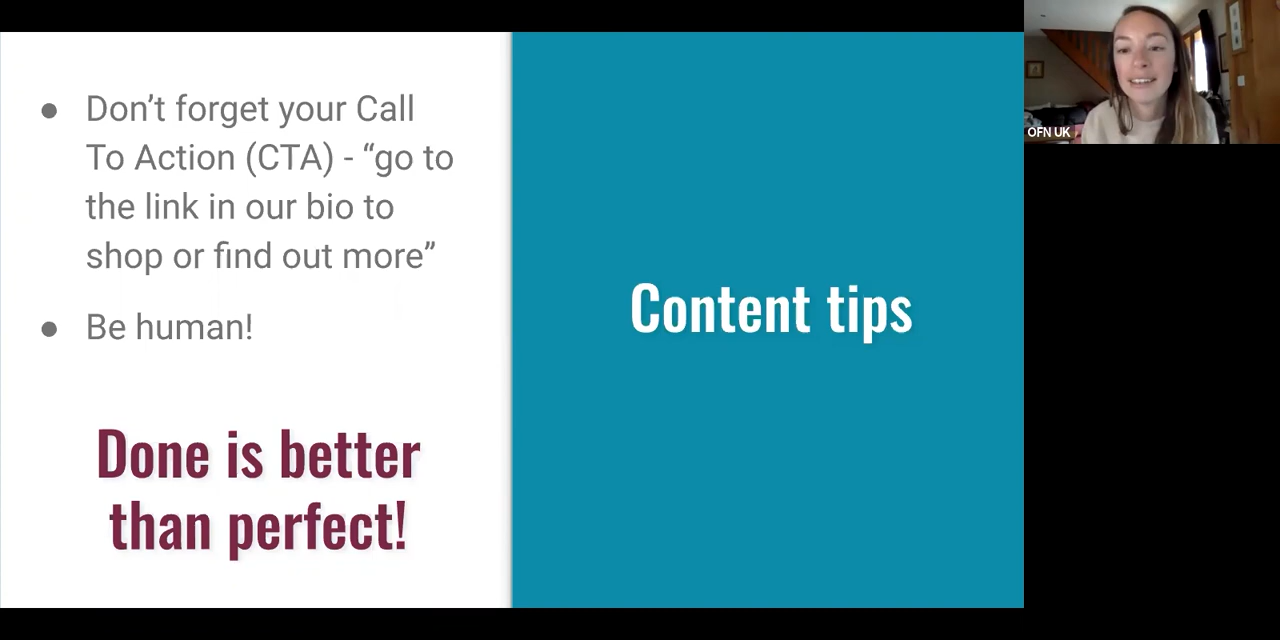 ● Don’t forget your Call
To Action (CTA) - “go to
the link in our bio to
shop or find out more”
● Be human!
Done is better
than perfect!
Content tips
OFN UK